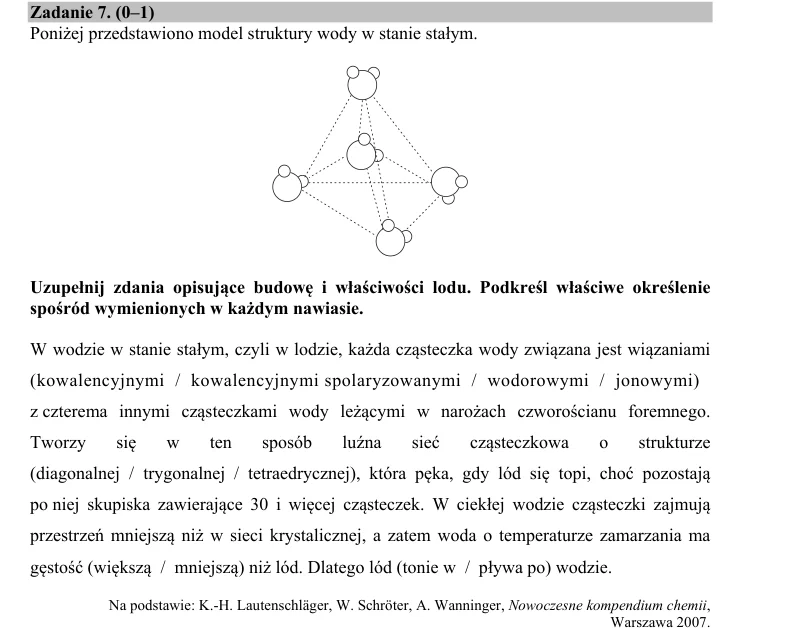 Zadanie 7. (0–1)
Poniżej przedstawiono model struktury wody w stanie stałym.
Uzupełnij zdania opisujące budowę i właściwości lodu. Podkreśl właściwe określenie
spośród wymienionych w każdym nawiasie.
W wodzie w stanie stałym, czyli w lodzie, każda cząsteczka wody związana jest wiązaniami
(kowalencyjnymi / kowalencyjnymi spolaryzowanymi / wodorowymi / jonowymi)
z czterema innymi cząsteczkami wody leżącymi w narożach czworościanu foremnego.
Tworzy się w ten sposób luźna sieć cząsteczkowa o strukturze
(diagonalnej / trygonalnej / tetraedrycznej), która pęka, gdy lód się topi, choć pozostają
po niej skupiska zawierające 30 i więcej cząsteczek. W ciekłej wodzie cząsteczki zajmują
przestrzeń mniejszą niż w sieci krystalicznej, a zatem woda o temperaturze zamarzania ma
gęstość (większą / mniejszą) niż lód. Dlatego lód (tonie w / pływa po) wodzie.
Na podstawie: K.-H. Lautenschläger, W. Schröter, A. Wanninger, Nowoczesne kompendium chemii,
Warszawa 2007.